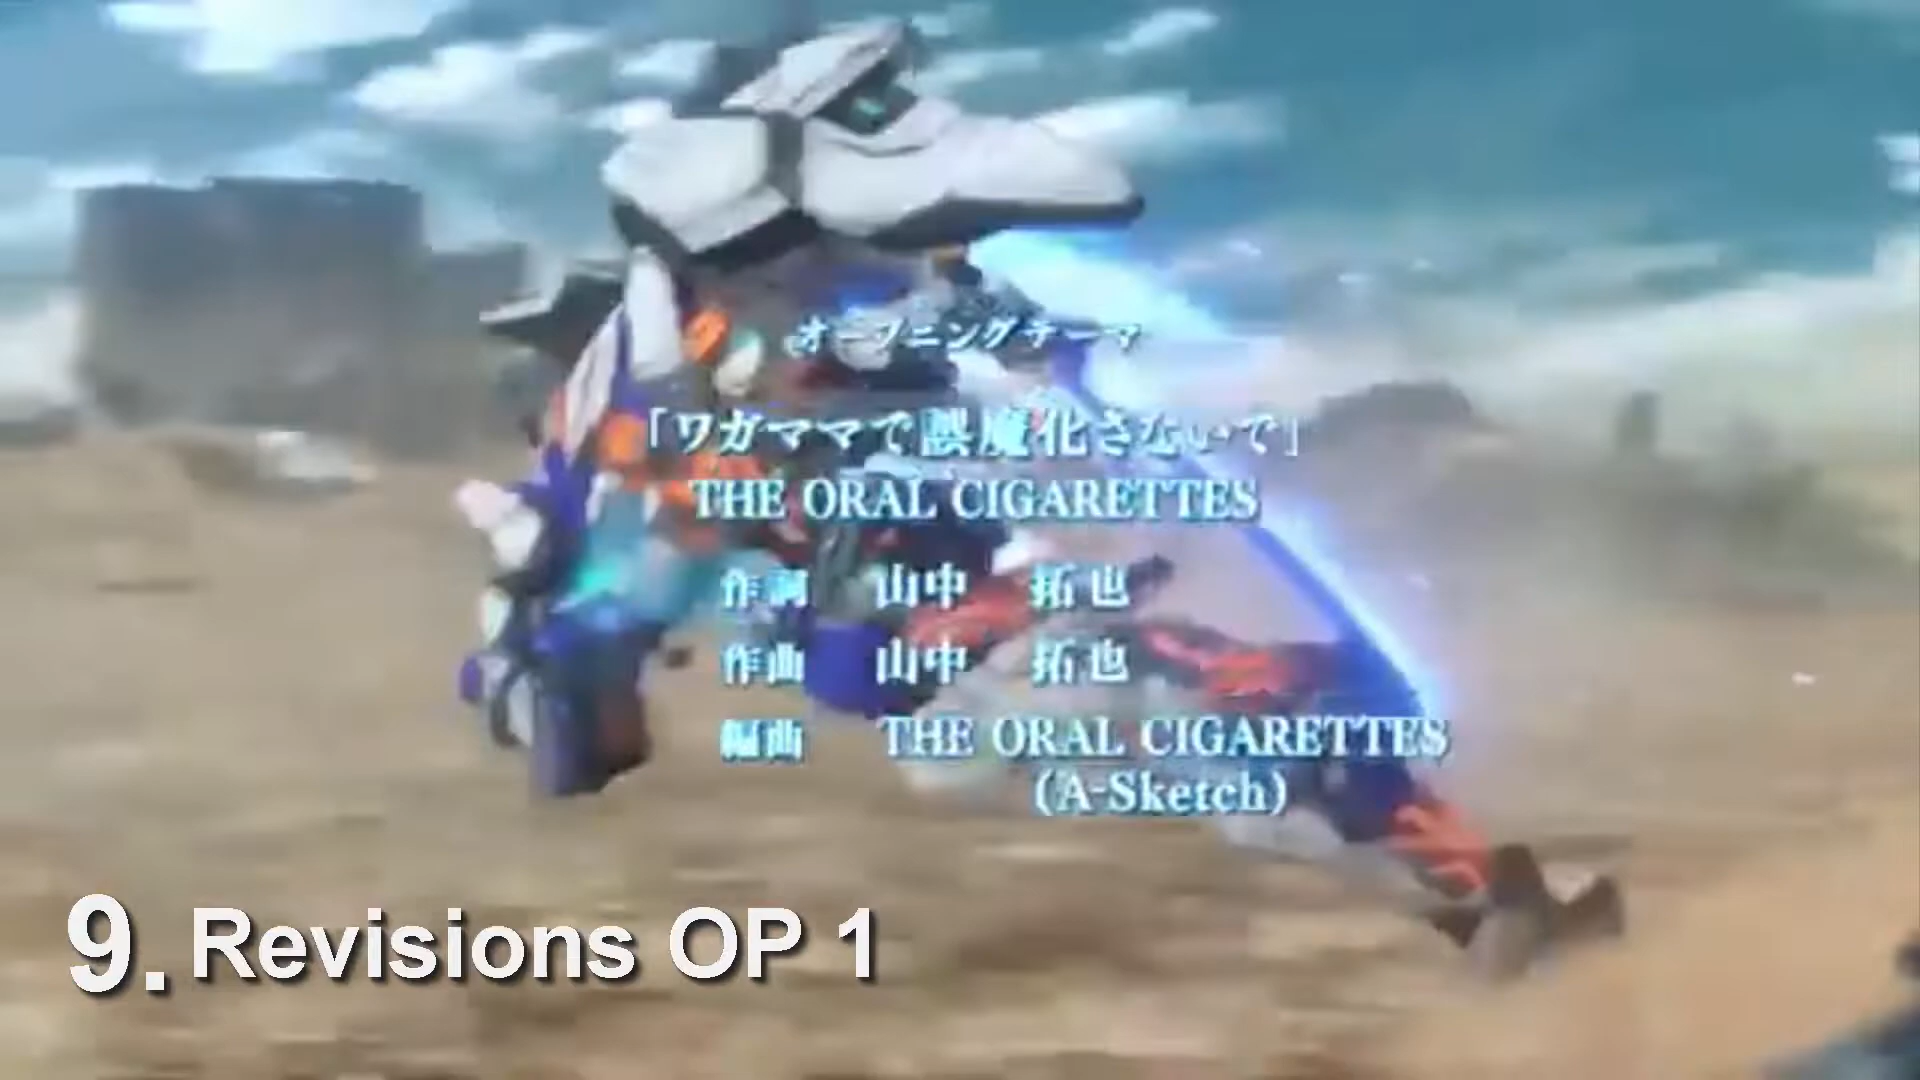 オープニングテーマ
「ワガママで誤魔化さないで」
THE ORAL CIGARETTES
作詞 山中 拓也
作曲 山中 拓也
編曲 THE ORAL CIGARETTES
(A-Sketch)
9. Revisions OP 1